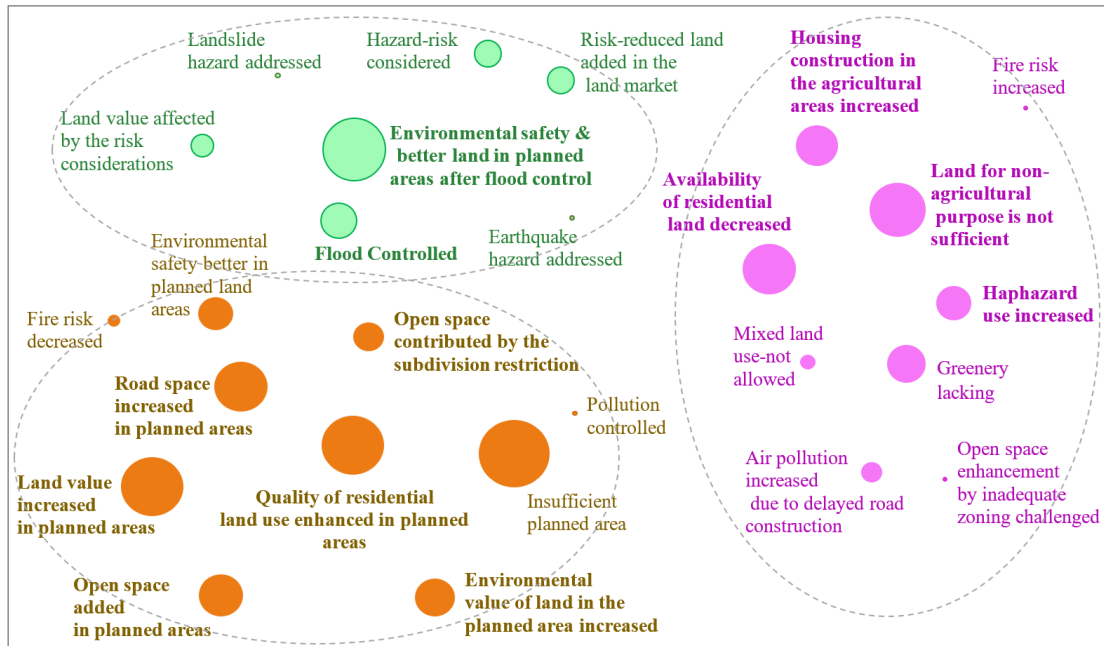 Landslide
hazard addressed
Hazard-risk
considered
Risk-reduced land
added in the
land market
Land value affected
by the risk
considerations
Environmental safety &
better land in planned
areas after flood control
Flood Controlled
Earthquake
hazard addressed
Environmental
safety better in
planned land
areas
Fire risk
decreased
Open space
contributed by the
subdivision restriction
Road space
increased
in planned areas
Pollution
controlled
Land value
increased
in planned areas
Quality of residential
land use enhanced in planned
areas
Insufficient
planned area
Open space
added
in planned areas
Environmental
value of land in the
planned area increased
Housing
construction in
the agricultural
areas increased
Fire risk
increased
Availability
of residential
land decreased
Land for non-
agricultural
purpose is not
sufficient
Haphazard
use increased
Mixed land
use-not
allowed
Greenery
lacking
Air pollution
increased
due to delayed road
construction
Open space
enhancement
by inadequate
zoning challenged